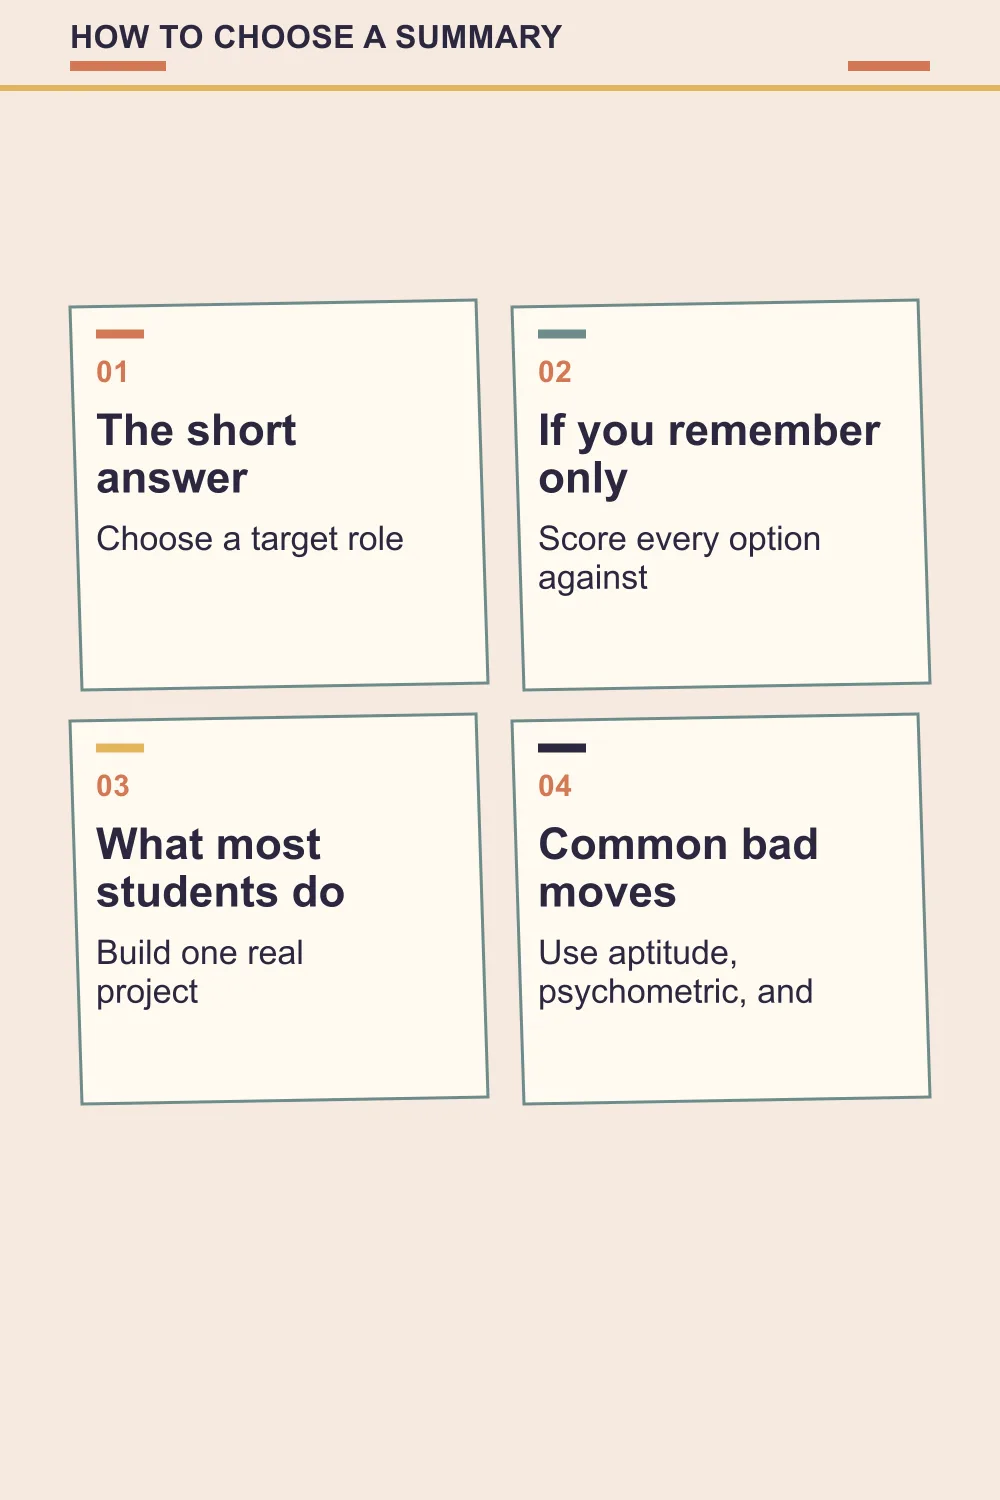 HOW TO CHOOSE A SUMMARY
01
The short
answer
Choose a target role
02
If you remember
only
Score every option
against
03
What most
students do
Build one real
project
04
Common bad
moves
Use aptitude,
psychometric, and